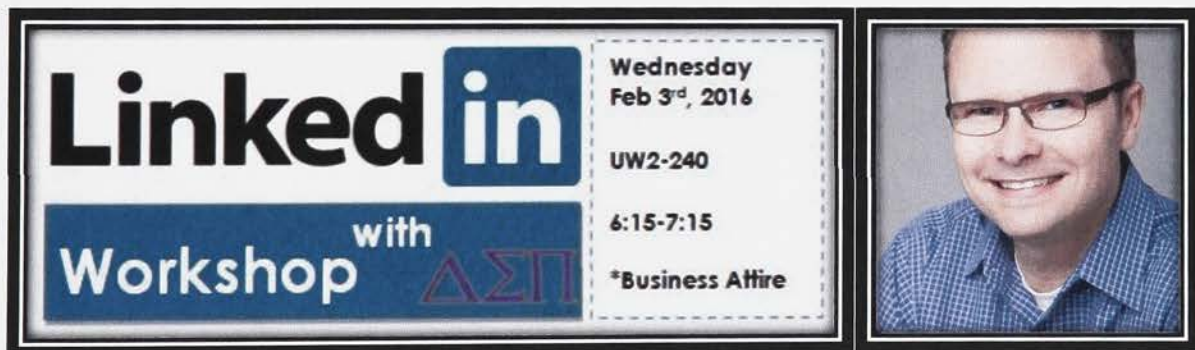 Linked in
Workshop with ΔΣΠ
Wednesday
Feb 3rd, 2016
UW2-240
6:15-7:15
*Business Attire